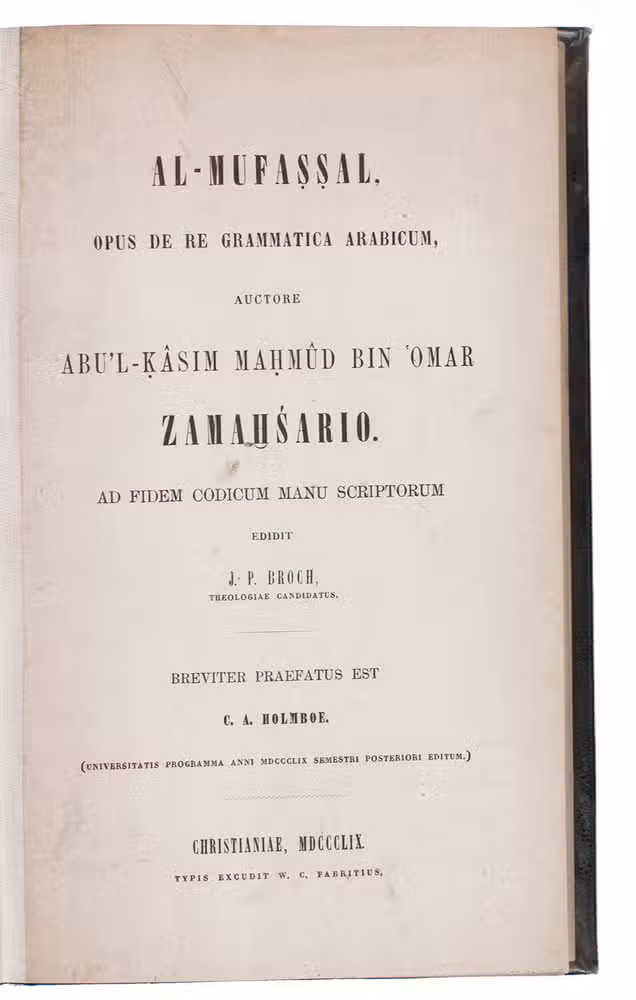 AL-MUFAṢṢAL,
OPUS DE RE GRAMMATICA ARABICUM,
AUCTORE
ABU'L-ḲÂSIM MAḤMÛD BIN ʿOMAR
ZAMAḪŚARIO.
AD FIDEM CODICUM MANU SCRIPTORUM
EDIDIT
J. P. BROCH,
THEOLOGIAE CANDIDATUS.
BREVITER PRAEFATUS EST
C. A. HOLMBOE.
(UNIVERSITATIS PROGRAMMA ANNI MDCCCLIX SEMESTRI POSTERIORI EDITUM.)
CHRISTIANIAE, MDCCCLIX.
TYPIS EXCUDIT W. C. FABRITIUS.